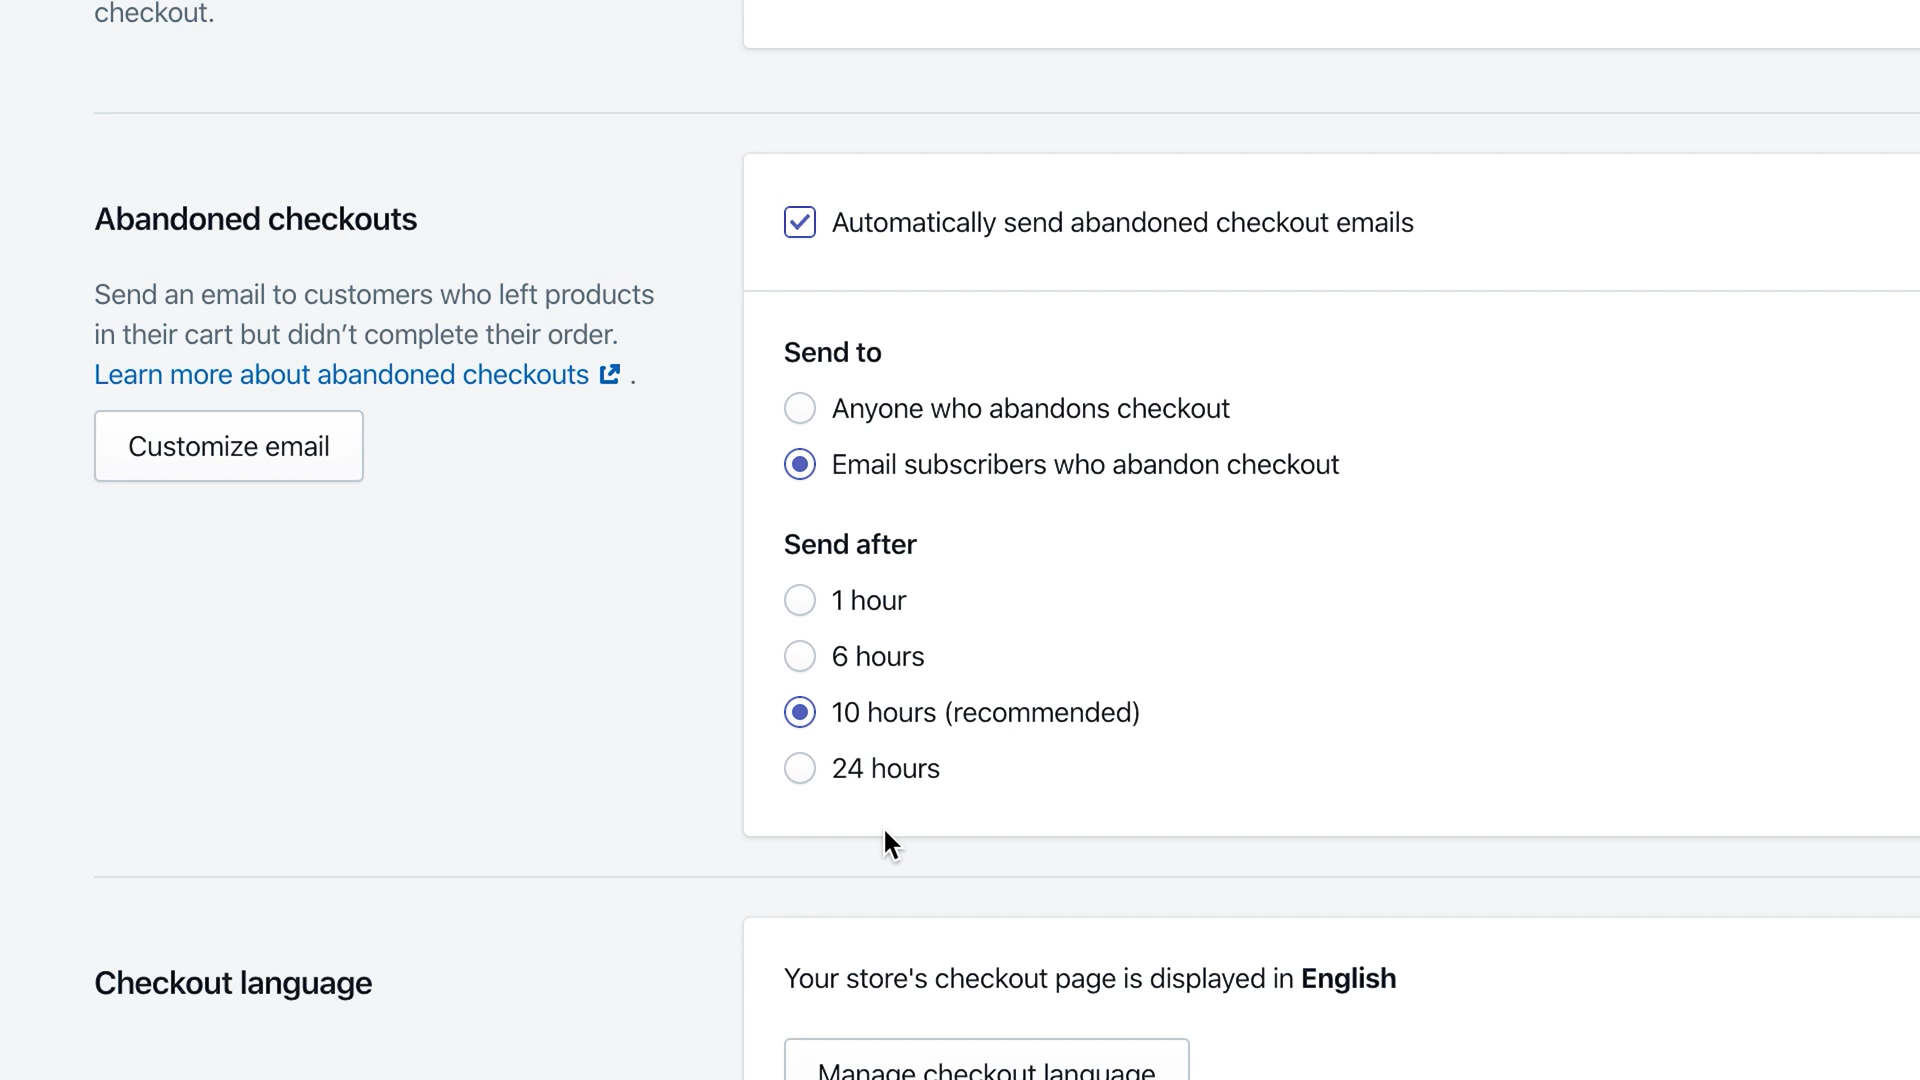 checkout.
Abandoned checkouts
Send an email to customers who left products
in their cart but didn’t complete their order.
Learn more about abandoned checkouts .
Customize email
Automatically send abandoned checkout emails
Send to
Anyone who abandons checkout
Email subscribers who abandon checkout
Send after
1 hour
6 hours
10 hours (recommended)
24 hours
Checkout language
Your store's checkout page is displayed in English
Manage checkout language